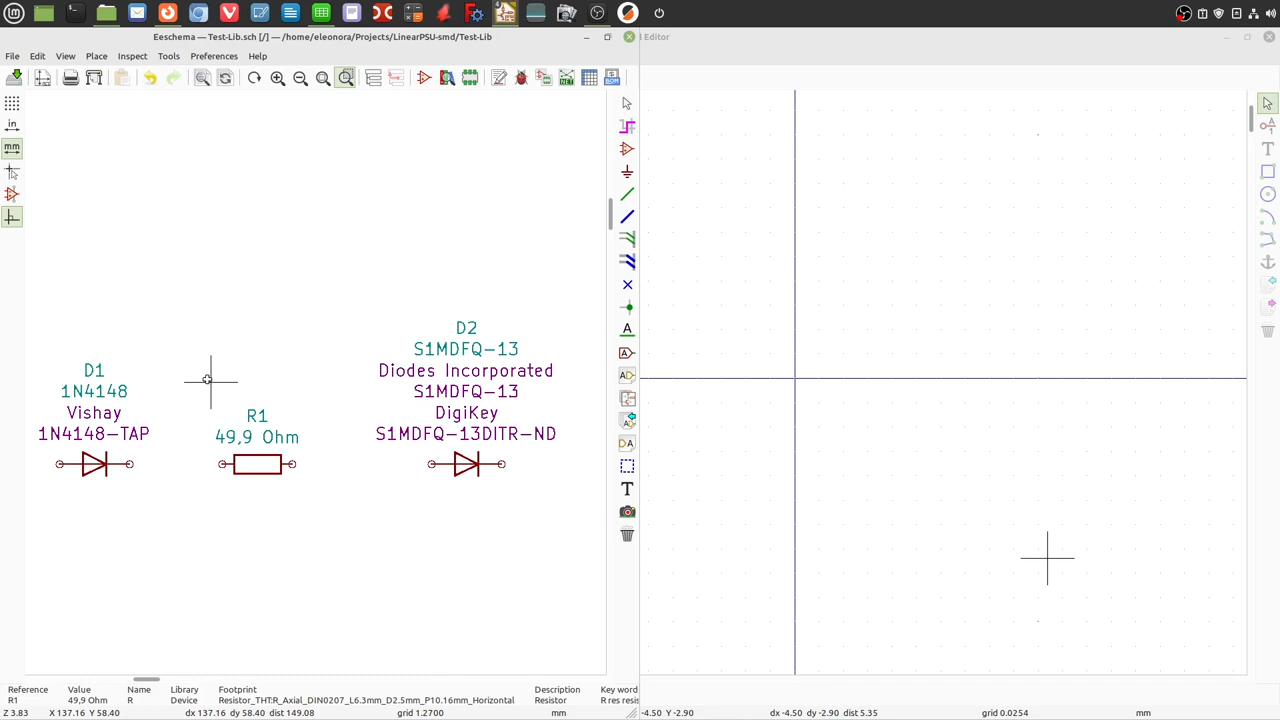 Eeschema — Test-Lib.sch [/] — /home/eleonora/Projects/LinearPSU-smd/Test-Lib
l Editor
File Edit View Place Inspect Tools Preferences Help
in
mm
D1
1N4148
Vishay
1N4148-TAP
R1
49,9 Ohm
D2
S1MDFQ-13
Diodes Incorporated
S1MDFQ-13
DigiKey
S1MDFQ-13DITR-ND
Reference Value Name Library Footprint Description Key word
R1 49,9 Ohm R Device Resistor_THT:R_Axial_DIN0207_L6.3mm_D2.5mm_P10.16mm_Horizontal Resistor R res resis
Z 3.83 X 137.16 Y 58.40 dx 137.16 dy 58.40 dist 149.08 grid 1.2700 mm
-4.50 Y -2.90 dx -4.50 dy -2.90 dist 5.35 grid 0.0254 mm